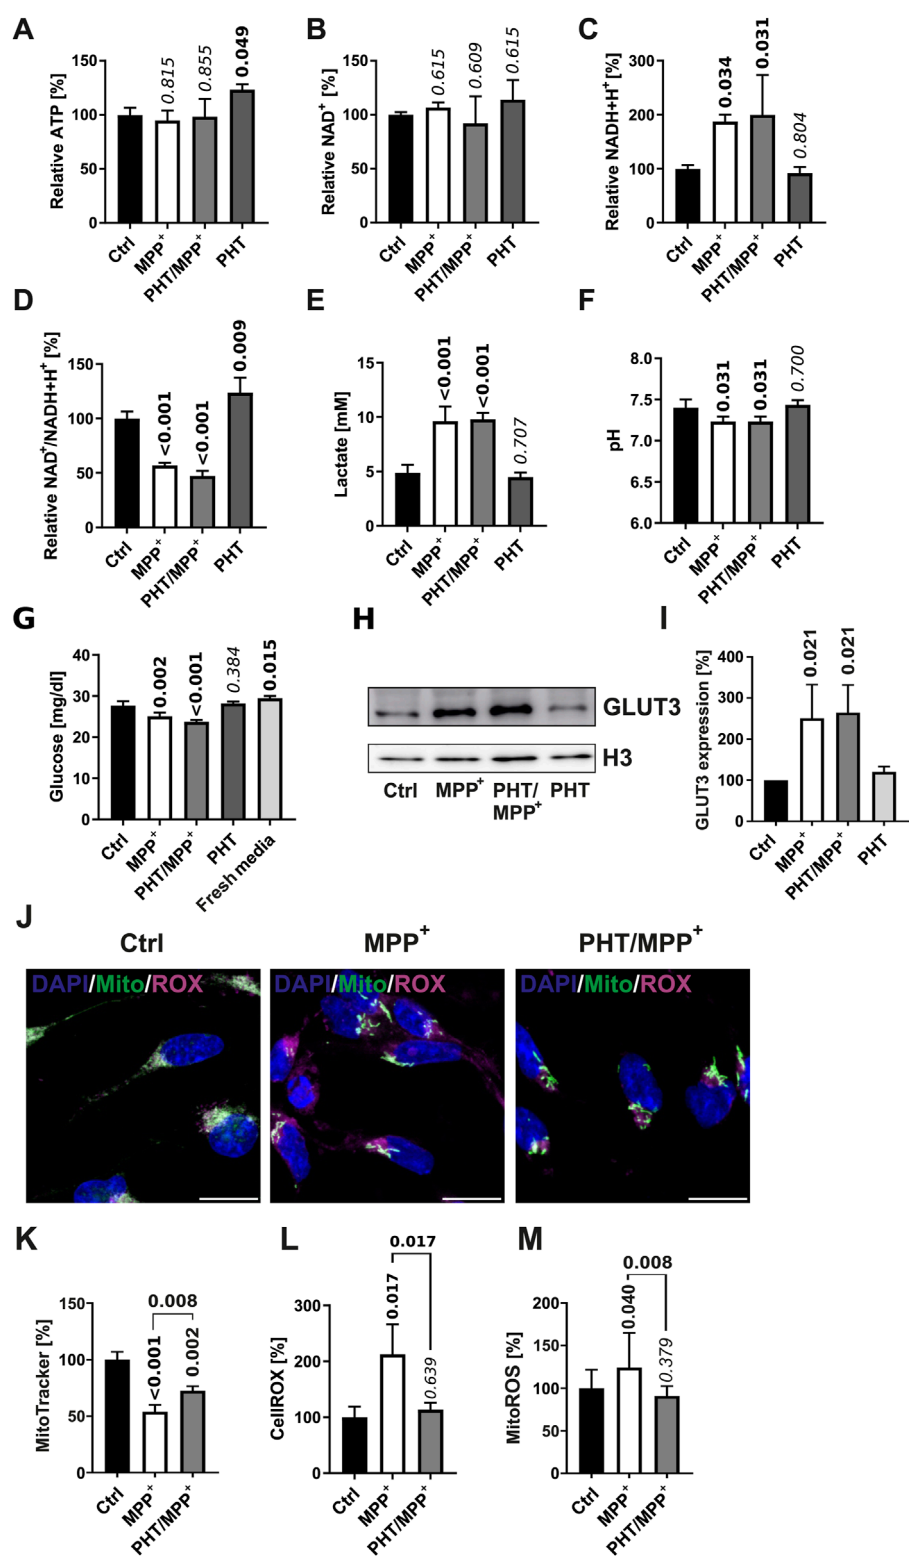 A
Relative ATP [%]
150
100
50
0
0.815
0.855
0.049
Ctrl
MPP⁺
PHT/MPP⁺
PHT
B
Relative NAD⁺ [%]
150
100
50
0
0.615
0.609
0.615
Ctrl
MPP⁺
PHT/MPP⁺
PHT
C
Relative NADH+H⁺[%]
300
200
100
0
0.034
0.031
0.804
Ctrl
MPP⁺
PHT/MPP⁺
PHT
D
Relative NAD⁺/NADH+H⁺ [%]
150
100
50
0
<0.001
<0.001
0.009
Ctrl
MPP⁺
PHT/MPP⁺
PHT
E
Lactate [mM]
15
10
5
0
<0.001
<0.001
0.707
Ctrl
MPP⁺
PHT/MPP⁺
PHT
F
pH
8.0
7.5
7.0
6.5
6.0
0.031
0.031
0.700
Ctrl
MPP⁺
PHT/MPP⁺
PHT
G
Glucose [mg/dl]
40
30
20
10
0
0.002
<0.001
0.384
0.015
Ctrl
MPP⁺
PHT/MPP⁺
PHT
Fresh media
H
GLUT3
H3
Ctrl
MPP⁺
PHT/
MPP⁺
PHT
I
GLUT3 expression [%]
400
300
200
100
0
0.021
0.021
Ctrl
MPP⁺
PHT/MPP⁺
PHT
J
Ctrl
MPP⁺
PHT/MPP⁺
DAPI/Mito/ROX
DAPI/Mito/ROX
DAPI/Mito/ROX
K
MitoTracker [%]
150
100
50
0
<0.001
0.002
0.008
Ctrl
MPP⁺
PHT/MPP⁺
L
CellROX [%]
300
200
100
0
0.017
0.639
0.017
Ctrl
MPP⁺
PHT/MPP⁺
M
MitoROS [%]
200
150
100
50
0
0.040
0.379
0.008
Ctrl
MPP⁺
PHT/MPP⁺